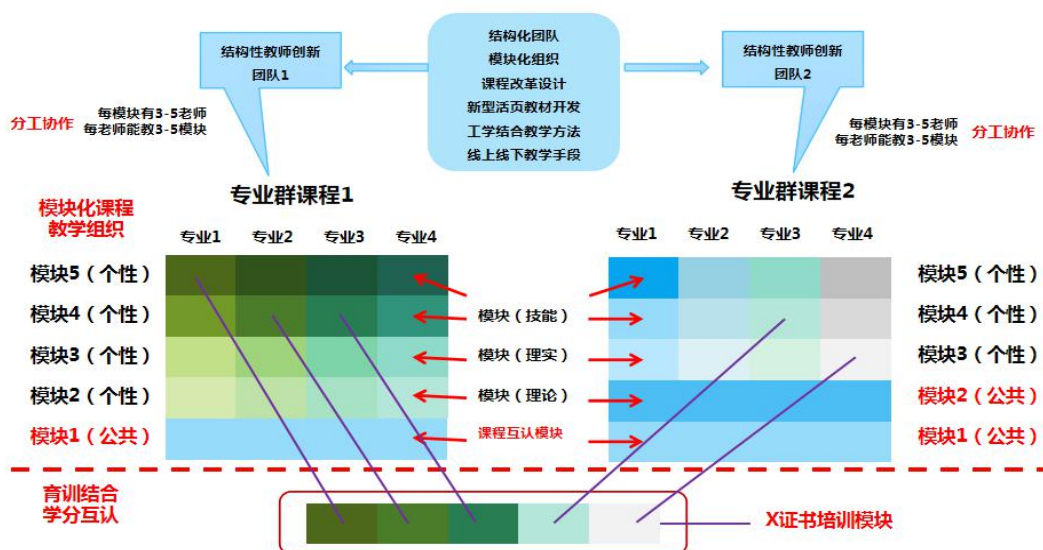 结构化团队
模块化组织
课程改革设计
新型活页教材开发
工学结合教学方法
线上线下教学手段
结构性教师创新
团队1
结构性教师创新
团队2
分工协作
每模块有3-5老师
每老师能教3-5模块
每模块有3-5老师
每老师能教3-5模块
分工协作
专业群课程1
专业群课程2
模块化课程
教学组织
专业1 专业2 专业3 专业4
专业1 专业2 专业3 专业4
模块5（个性）
模块4（个性）
模块3（个性）
模块2（个性）
模块1（公共）
模块（技能）
模块（理实）
模块（理论）
课程互认模块
模块5（个性）
模块4（个性）
模块3（个性）
模块2（公共）
模块1（公共）
育训结合
学分互认
X证书培训模块